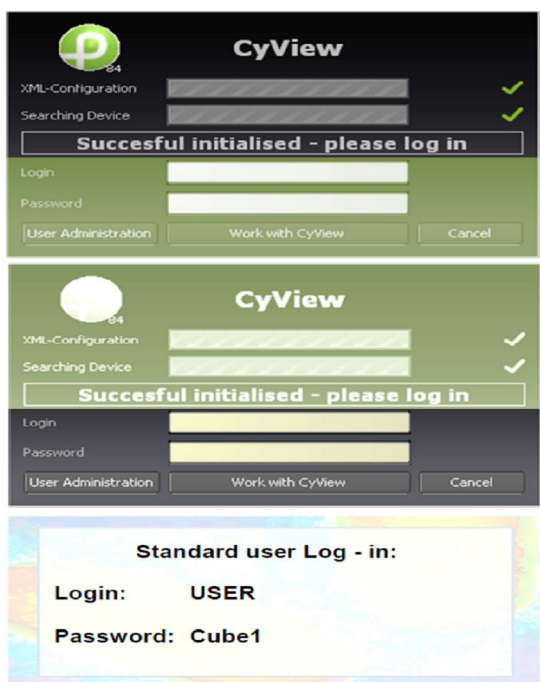 P
84
CyView
XML-Configuration
Searching Device
Succesful initialised - please log in
Login
Password
User Administration Work with CyView Cancel
P
84
CyView
XML-Configuration
Searching Device
Succesful initialised - please log in
Login
Password
User Administration Work with CyView Cancel
Standard user Log - in:
Login: USER
Password: Cube1